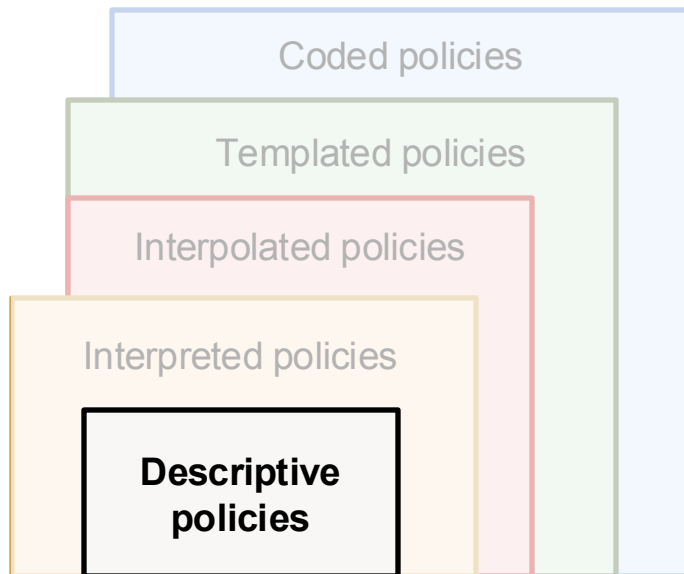 Coded policies
Templated policies
Interpolated policies
Interpreted policies
Descriptive
policies